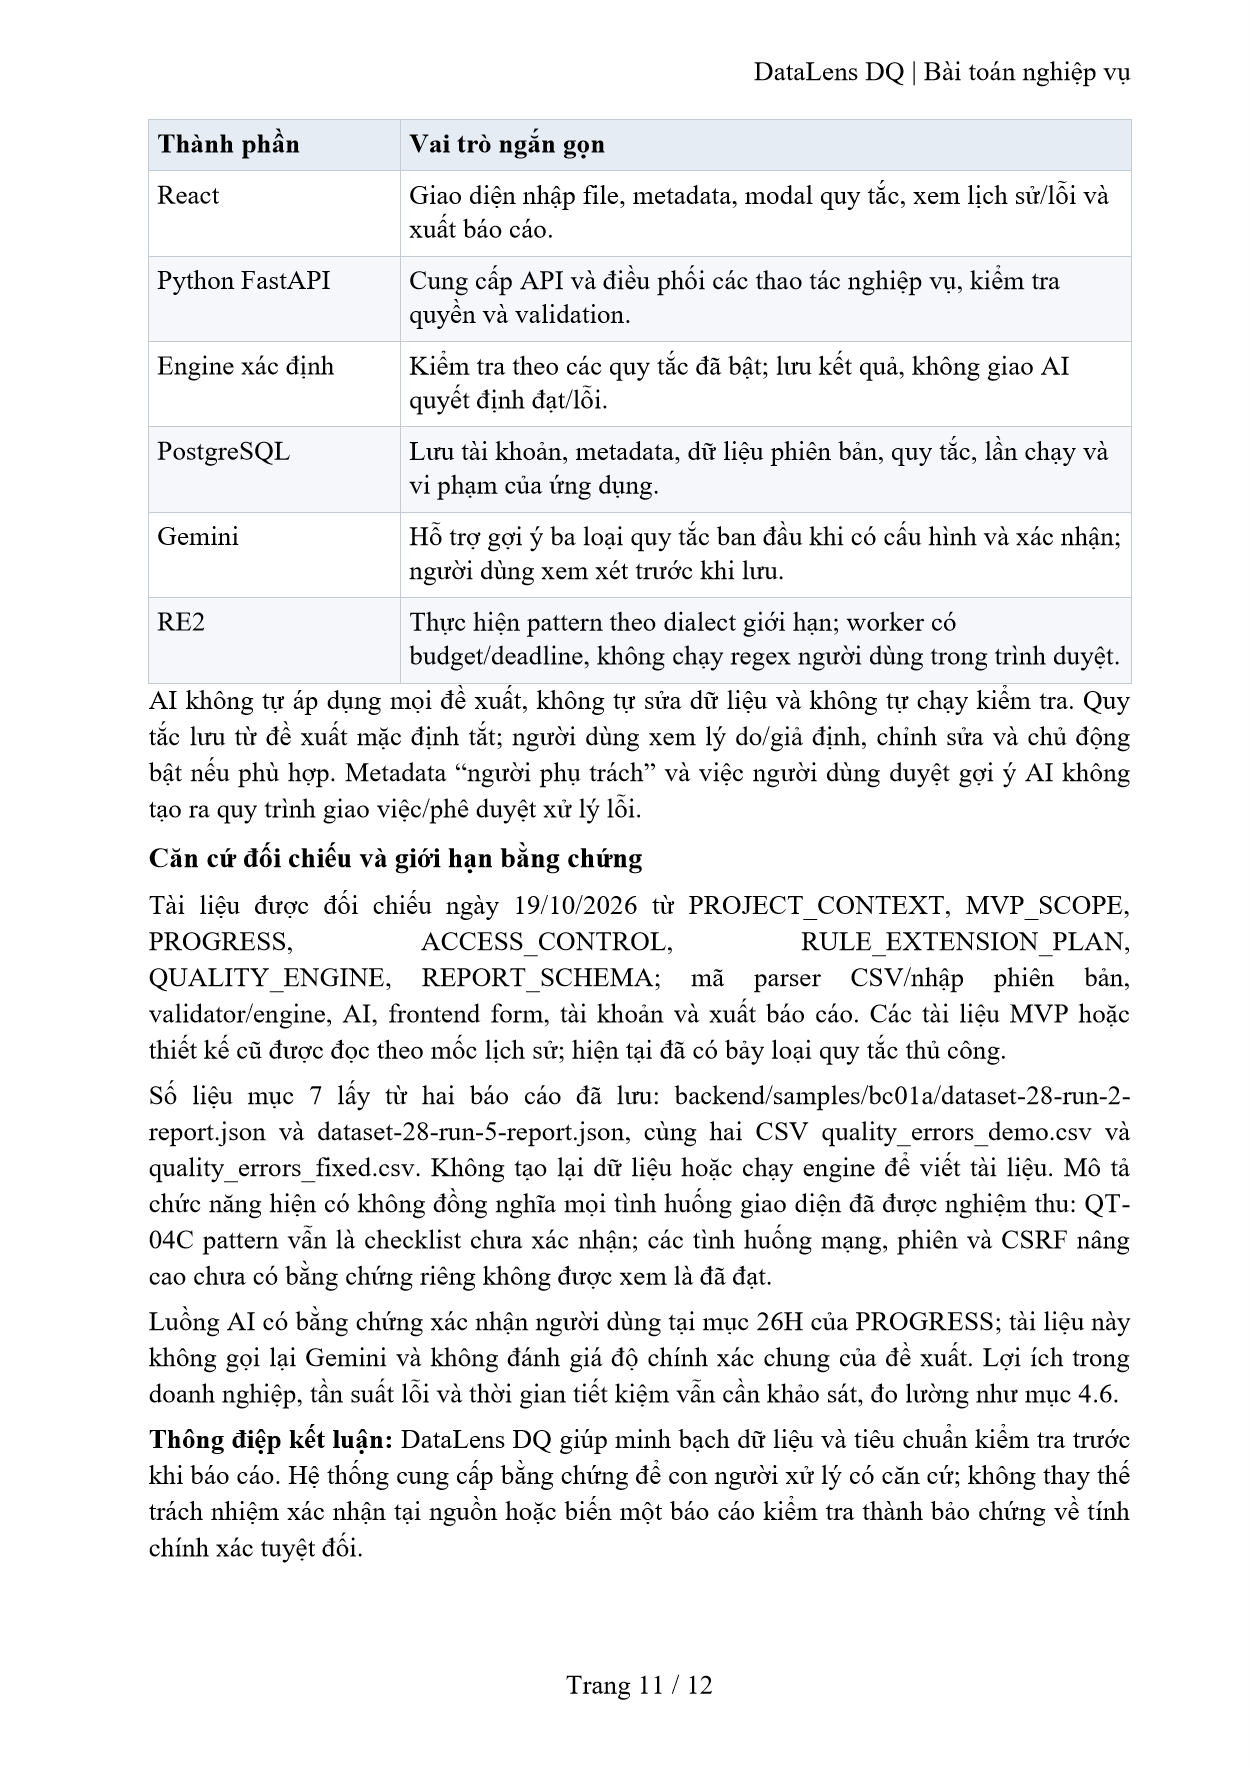 DataLens DQ | Bài toán nghiệp vụ
Thành phần
Vai trò ngắn gọn
React
Giao diện nhập file, metadata, modal quy tắc, xem lịch sử/lỗi và
xuất báo cáo.
Python FastAPI
Cung cấp API và điều phối các thao tác nghiệp vụ, kiểm tra
quyền và validation.
Engine xác định
Kiểm tra theo các quy tắc đã bật; lưu kết quả, không giao AI
quyết định đạt/lỗi.
PostgreSQL
Lưu tài khoản, metadata, dữ liệu phiên bản, quy tắc, lần chạy và
vi phạm của ứng dụng.
Gemini
Hỗ trợ gợi ý ba loại quy tắc ban đầu khi có cấu hình và xác nhận;
người dùng xem xét trước khi lưu.
RE2
Thực hiện pattern theo dialect giới hạn; worker có
budget/deadline, không chạy regex người dùng trong trình duyệt.
AI không tự áp dụng mọi đề xuất, không tự sửa dữ liệu và không tự chạy kiểm tra. Quy
tắc lưu từ đề xuất mặc định tắt; người dùng xem lý do/giả định, chỉnh sửa và chủ động
bật nếu phù hợp. Metadata “người phụ trách” và việc người dùng duyệt gợi ý AI không
tạo ra quy trình giao việc/phê duyệt xử lý lỗi.
Căn cứ đối chiếu và giới hạn bằng chứng
Tài liệu được đối chiếu ngày 19/10/2026 từ PROJECT_CONTEXT, MVP_SCOPE,
PROGRESS, ACCESS_CONTROL, RULE_EXTENSION_PLAN,
QUALITY_ENGINE, REPORT_SCHEMA; mã parser CSV/nhập phiên bản,
validator/engine, AI, frontend form, tài khoản và xuất báo cáo. Các tài liệu MVP hoặc
thiết kế cũ được đọc theo mốc lịch sử; hiện tại đã có bảy loại quy tắc thủ công.
Số liệu mục 7 lấy từ hai báo cáo đã lưu: backend/samples/bc01a/dataset-28-run-2-
report.json và dataset-28-run-5-report.json, cùng hai CSV quality_errors_demo.csv và
quality_errors_fixed.csv. Không tạo lại dữ liệu hoặc chạy engine để viết tài liệu. Mô tả
chức năng hiện có không đồng nghĩa mọi tình huống giao diện đã được nghiệm thu: QT-
04C pattern vẫn là checklist chưa xác nhận; các tình huống mạng, phiên và CSRF nâng
cao chưa có bằng chứng riêng không được xem là đã đạt.
Luồng AI có bằng chứng xác nhận người dùng tại mục 26H của PROGRESS; tài liệu này
không gọi lại Gemini và không đánh giá độ chính xác chung của đề xuất. Lợi ích trong
doanh nghiệp, tần suất lỗi và thời gian tiết kiệm vẫn cần khảo sát, đo lường như mục 4.6.
Thông điệp kết luận: DataLens DQ giúp minh bạch dữ liệu và tiêu chuẩn kiểm tra trước
khi báo cáo. Hệ thống cung cấp bằng chứng để con người xử lý có căn cứ; không thay thế
trách nhiệm xác nhận tại nguồn hoặc biến một báo cáo kiểm tra thành bảo chứng về tính
chính xác tuyệt đối.
Trang 11 / 12